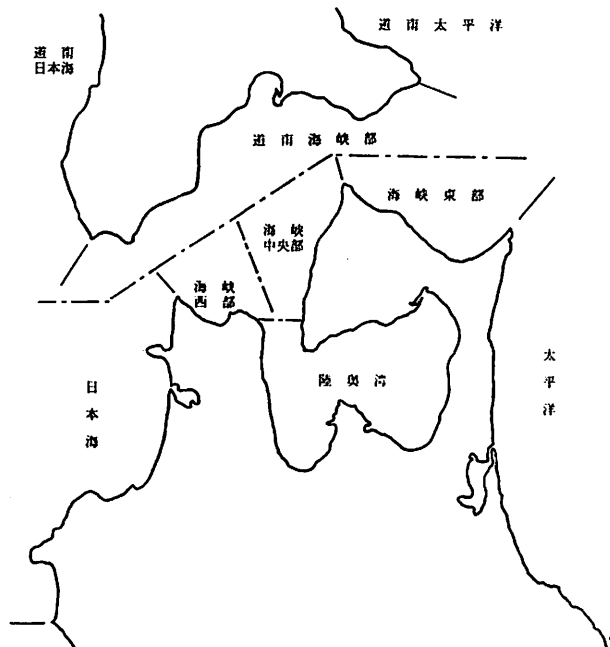 道南
日本海
道南太平洋
道南海峡部
海峡東部
海峡
中央部
海峡
西部
陸奥湾
日本海
太平洋